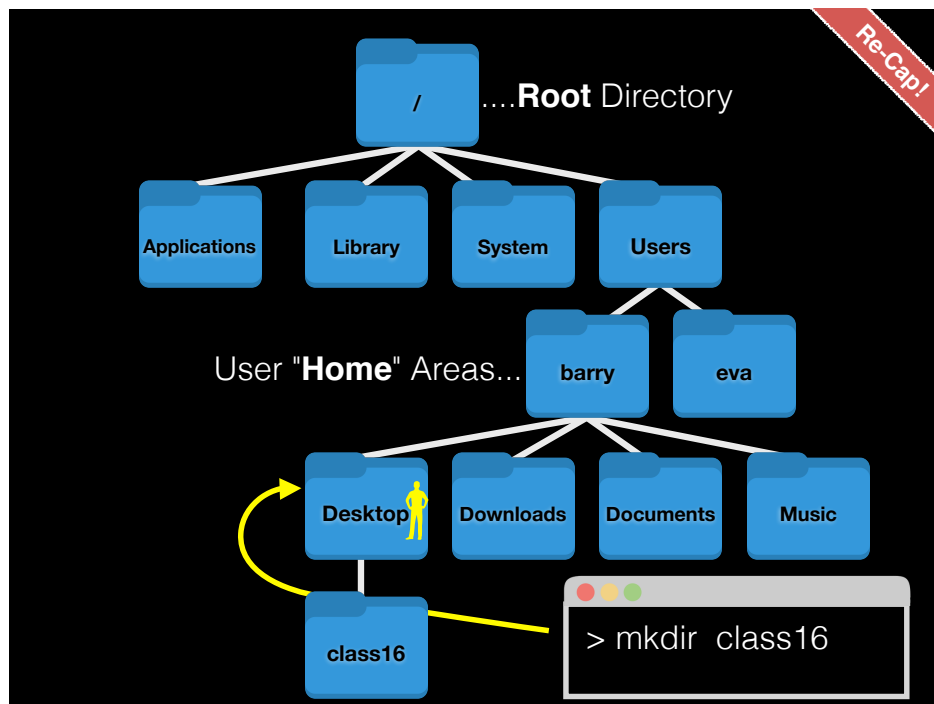 Re-Cap!
/
....Root Directory
Applications
Library
System
Users
User "Home" Areas...
barry
eva
Desktop
Downloads
Documents
Music
class16
> mkdir class16